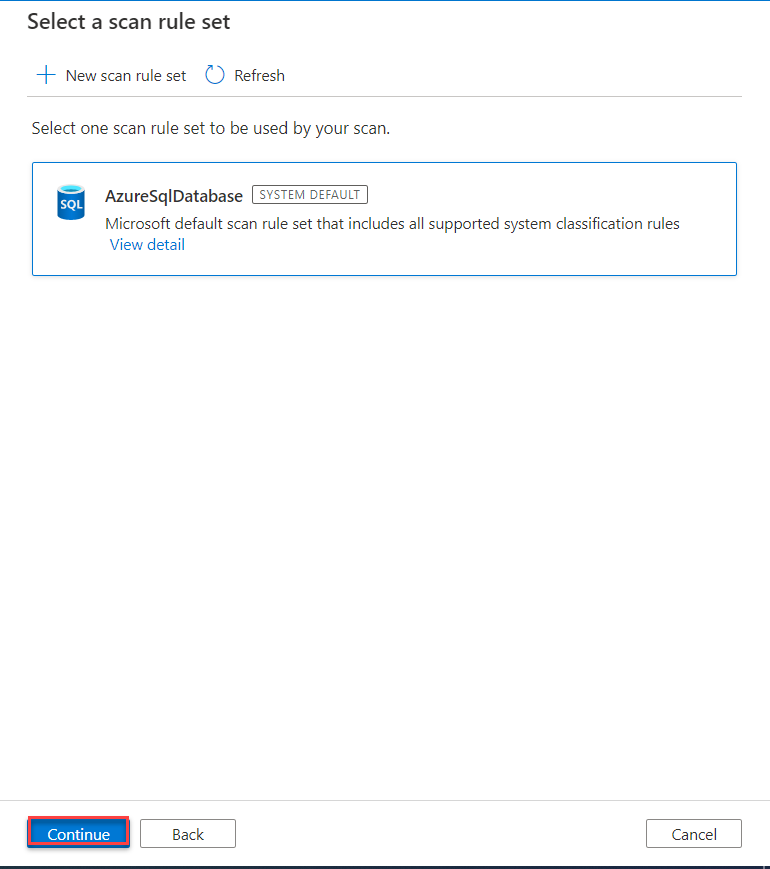 Select a scan rule set
New scan rule set Refresh
Select one scan rule set to be used by your scan.
SQL
AzureSqlDatabase SYSTEM DEFAULT
Microsoft default scan rule set that includes all supported system classification rules
View detail
Continue Back Cancel